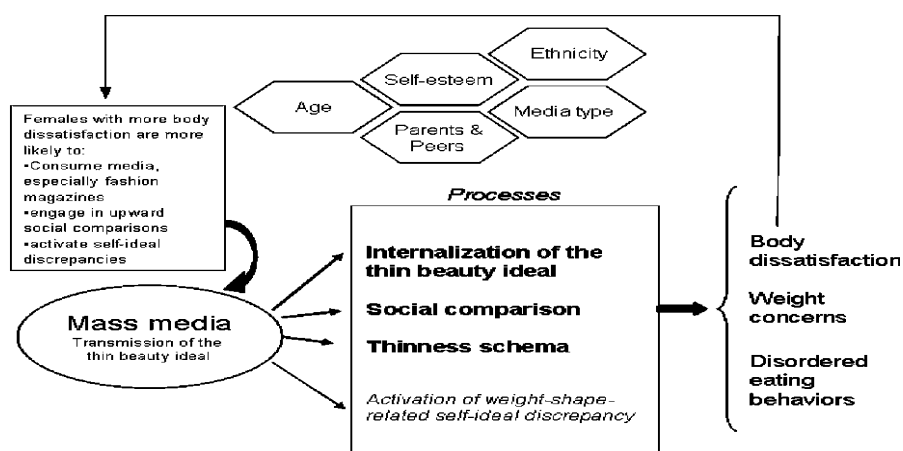 Ethnicity
Self-esteem
Age
Media type
Parents &
Peers
Females with more body
dissatisfaction are more
likely to:
•Consume media,
especially fashion
magazines
•engage in upward
social comparisons
•activate self-ideal
discrepancies
Mass media
Transmission of the
thin beauty ideal
Processes
Internalization of the
thin beauty ideal
Social comparison
Thinness schema
Activation of weight-shape-
related self-ideal discrepancy
Body
dissatisfaction
Weight
concerns
Disordered
eating
behaviors